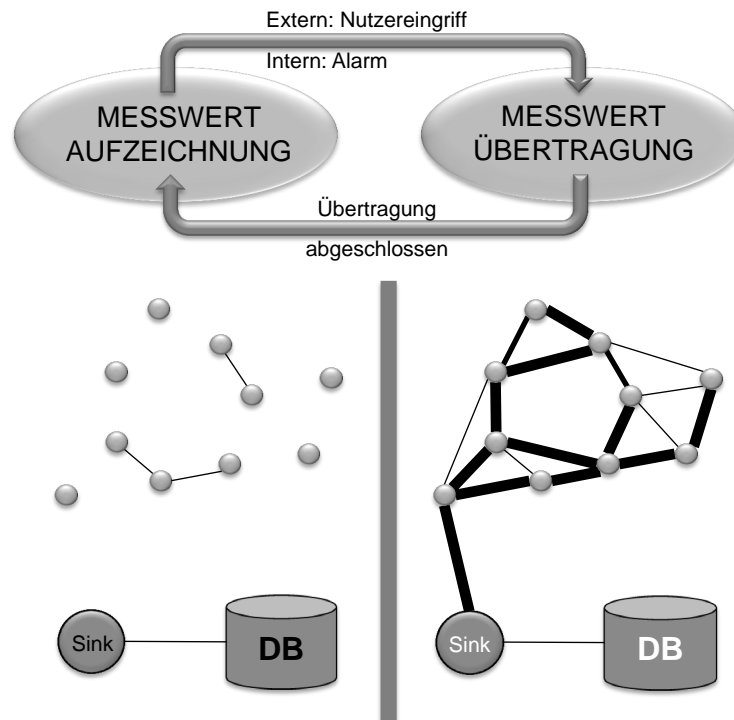 Extern: Nutzereingriff
Intern: Alarm
MESSWERT
AUFZEICHNUNG
MESSWERT
ÜBERTRAGUNG
Übertragung
abgeschlossen
Sink
DB
Sink
DB